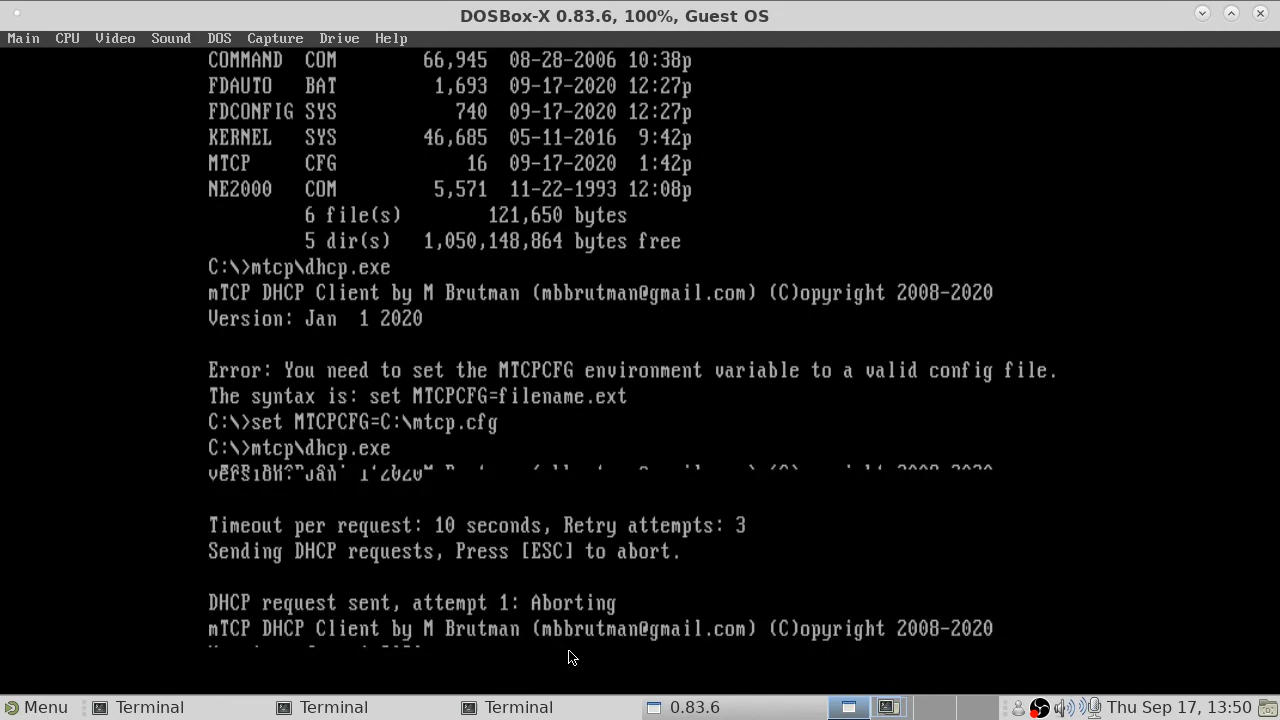 DOSBox-X 0.83.6, 100%, Guest OS
Main CPU Video Sound DOS Capture Drive Help
COMMAND COM 66,945 08-28-2006 10:38p
FDAUTO BAT 1,693 09-17-2020 12:27p
FDCONFIG SYS 740 09-17-2020 12:27p
KERNEL SYS 46,685 05-11-2016 9:42p
MTCP CFG 16 09-17-2020 1:42p
NE2000 COM 5,571 11-22-1993 12:08p
6 file(s) 121,650 bytes
5 dir(s) 1,050,148,864 bytes free
C:\>mtcp\dhcp.exe
mTCP DHCP Client by M Brutman (mbbrutman@gmail.com) (C)opyright 2008-2020
Version: Jan 1 2020
Error: You need to set the MTCPCFG environment variable to a valid config file.
The syntax is: set MTCPCFG=filename.ext
C:\>set MTCPCFG=C:\mtcp.cfg
C:\>mtcp\dhcp.exe
Version: Jan 1 2020
Timeout per request: 10 seconds, Retry attempts: 3
Sending DHCP requests, Press [ESC] to abort.
DHCP request sent, attempt 1: Aborting
mTCP DHCP Client by M Brutman (mbbrutman@gmail.com) (C)opyright 2008-2020
Menu Terminal Terminal Terminal 0.83.6 Thu Sep 17, 13:50